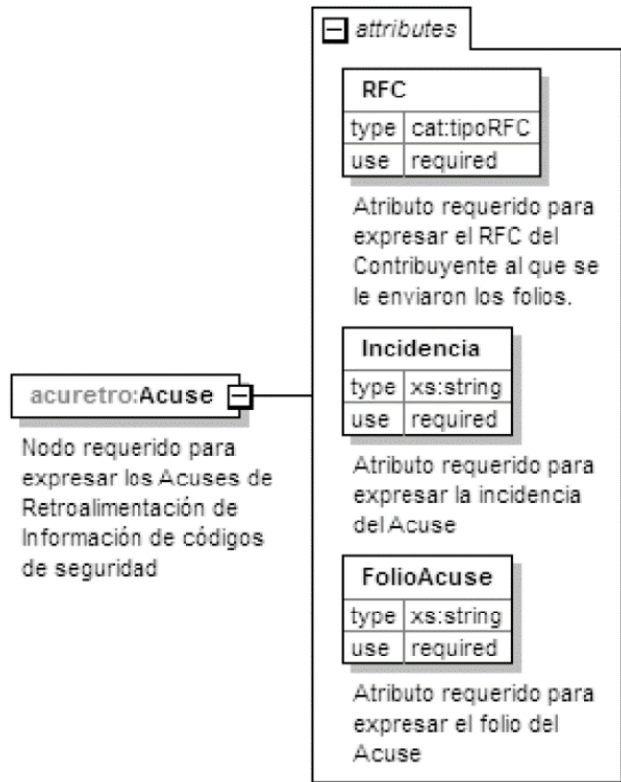 attributes
RFC
type cat:tipoRFC
use required
Atributo requerido para
expresar el RFC del
Contribuyente al que se
le enviaron los folios.
Incidencia
type xs:string
use required
Atributo requerido para
expresar la incidencia
del Acuse
FolioAcuse
type xs:string
use required
Atributo requerido para
expresar el folio del
Acuse
acuretro:Acuse
Nodo requerido para
expresar los Acuses de
Retroalimentación de
Información de códigos
de seguridad